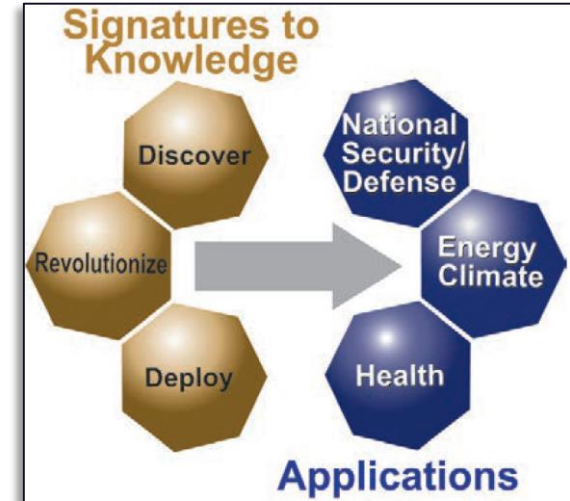 Signatures to
Knowledge
Discover
Revolutionize
Deploy
National
Security/
Defense
Energy
Climate
Health
Applications